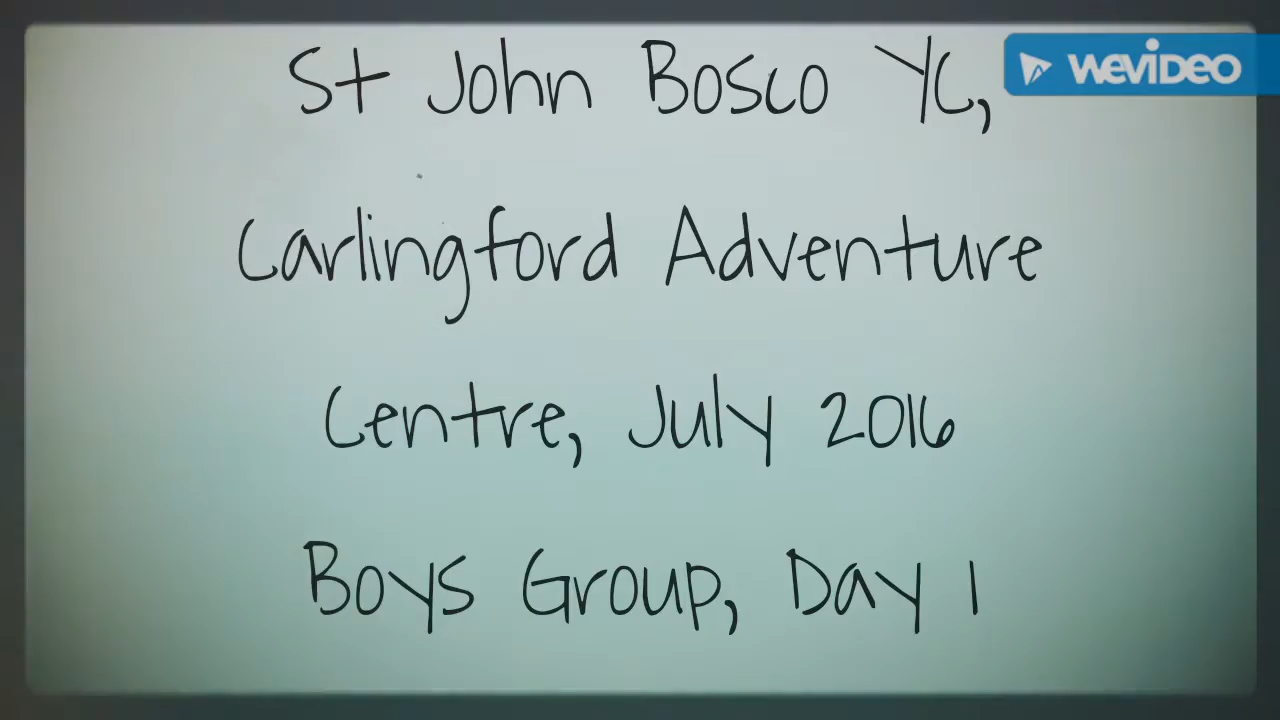 St John Bosco YC,
WEVIDEO
Carlingford Adventure
Centre, July 2016
Boys Group, Day 1